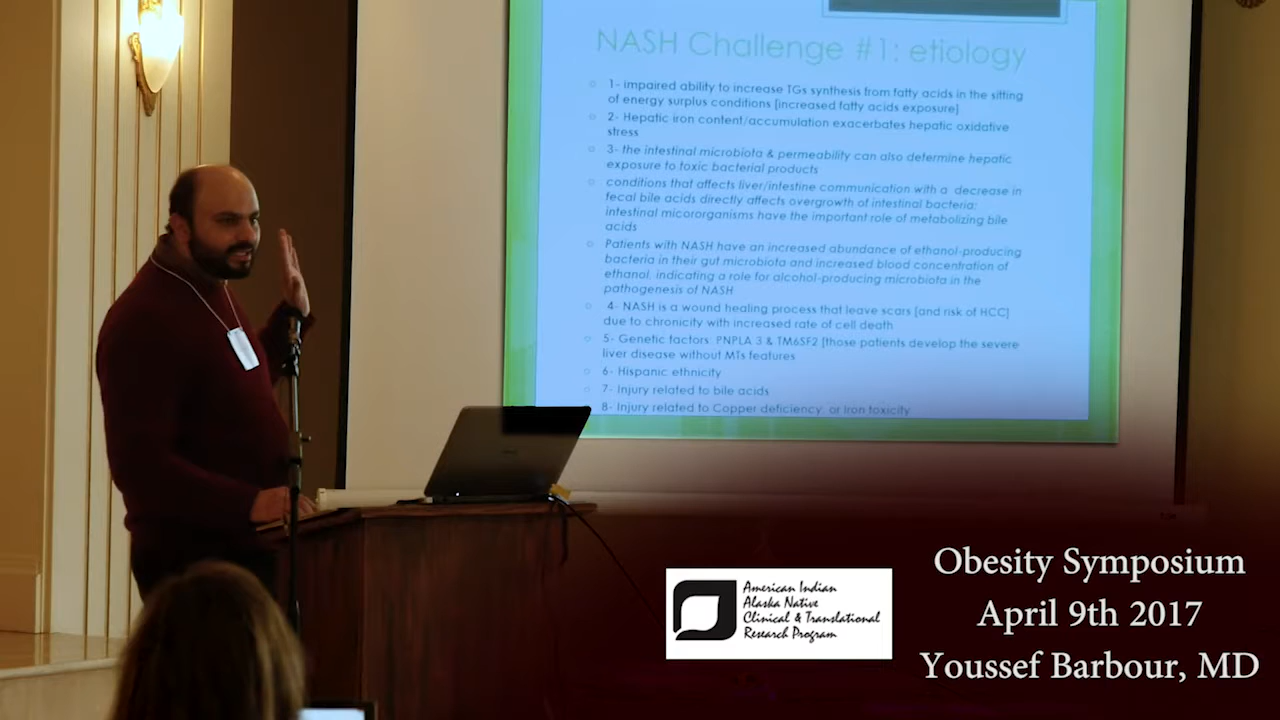 NASH Challenge #1: etiology
1- impaired ability to increase TGs synthesis from fatty acids in the sitting
of energy surplus conditions [increased fatty acids exposure]
2- Hepatic iron content/accumulation exacerbates hepatic oxidative
stress
3- the intestinal microbiota & permeability can also determine hepatic
exposure to toxic bacterial products
conditions that affects liver/intestine communication with a decrease in
fecal bile acids directly affects overgrowth of intestinal bacteria;
intestinal micororganisms have the important role of metabolizing bile
acids
Patients with NASH have an increased abundance of ethanol-producing
bacteria in their gut microbiota and increased blood concentration of
ethanol, indicating a role for alcohol-producing microbiota in the
pathogenesis of NASH
4- NASH is a wound healing process that leave scars [and risk of HCC]
due to chronicity with increased rate of cell death
5- Genetic factors: PNPLA 3 & TM6SF2 [those patients develop the severe
liver disease without MTs features
6- Hispanic ethnicity
7- Injury related to bile acids
8- Injury related to Copper deficiency or Iron toxicity
American Indian
Alaska Native
Clinical & Translational
Research Program
Obesity Symposium
April 9th 2017
Youssef Barbour, MD